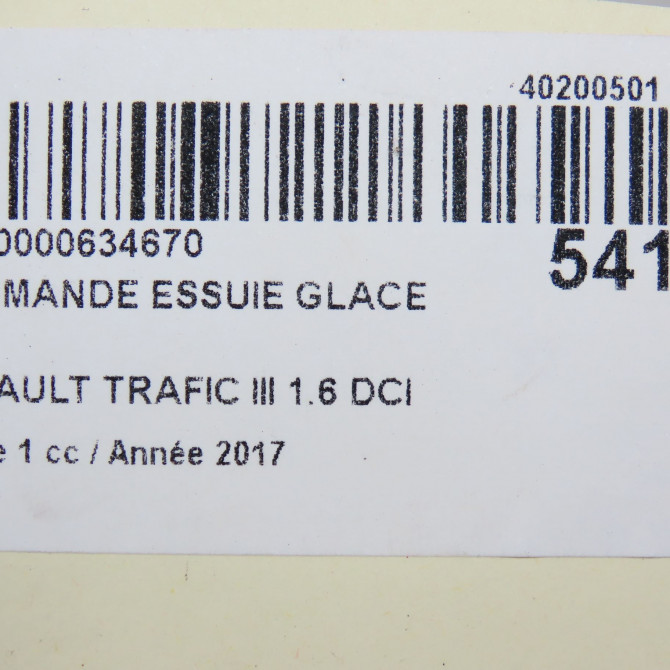 40200501
0000634670
541
MANDE ESSUIE GLACE
AULT TRAFIC III 1.6 DCI
e 1 cc / Année 2017